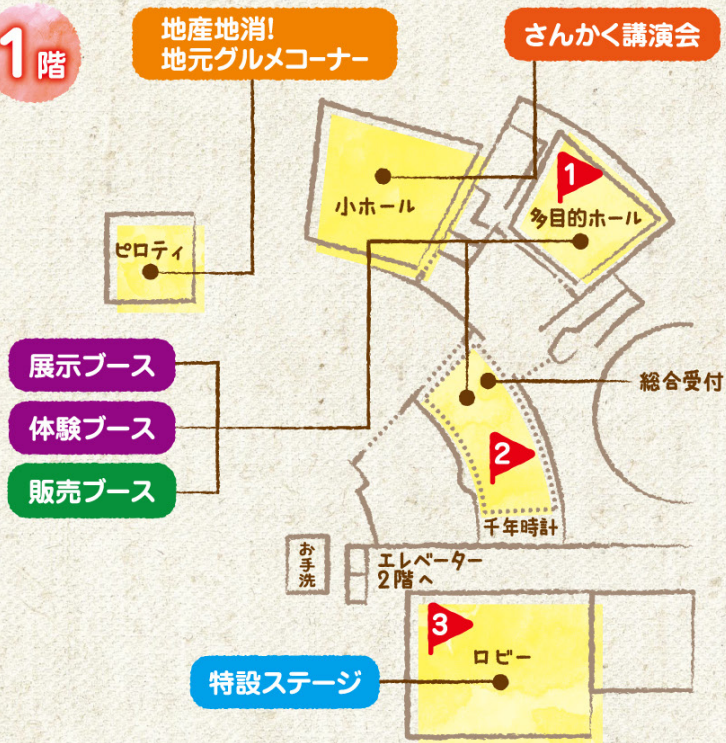 1階
地産地消!
地元グルメコーナー
さんかく講演会
1
小ホール
多目的ホール
ピロティ
展示ブース
体験ブース
販売ブース
総合受付
2
千年時計
お手洗
エレベーター
2階へ
3
ロビー
特設ステージ